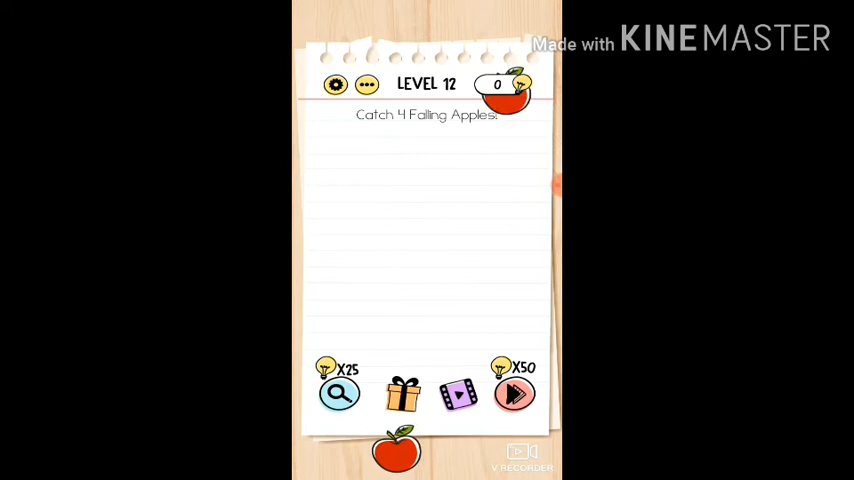 Made with KINEMASTER
LEVEL 12
0
Catch 4 Falling Apples!
X25
X50
V RECORDER